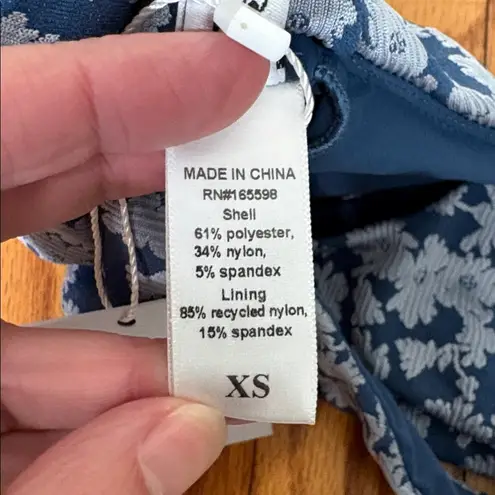 MADE IN CHINA
RN#165598
Shell
61% polyester,
34% nylon,
5% spandex
Lining
85% recycled nylon,
15% spandex
XS